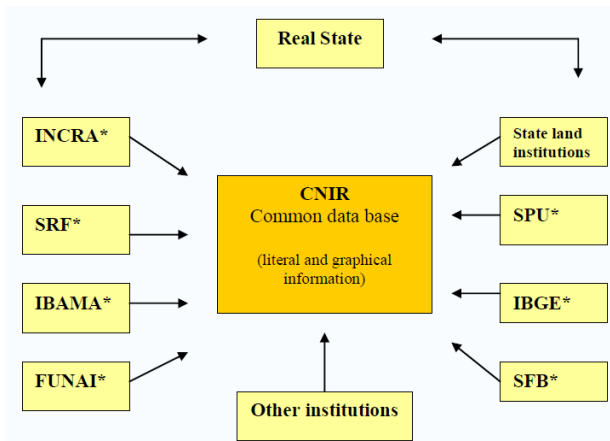 Real State
INCRA*
State land
institutions
CNIR
Common data base
(literal and graphical
information)
SRF*
SPU*
IBAMA*
IBGE*
FUNAI*
SFB*
Other institutions